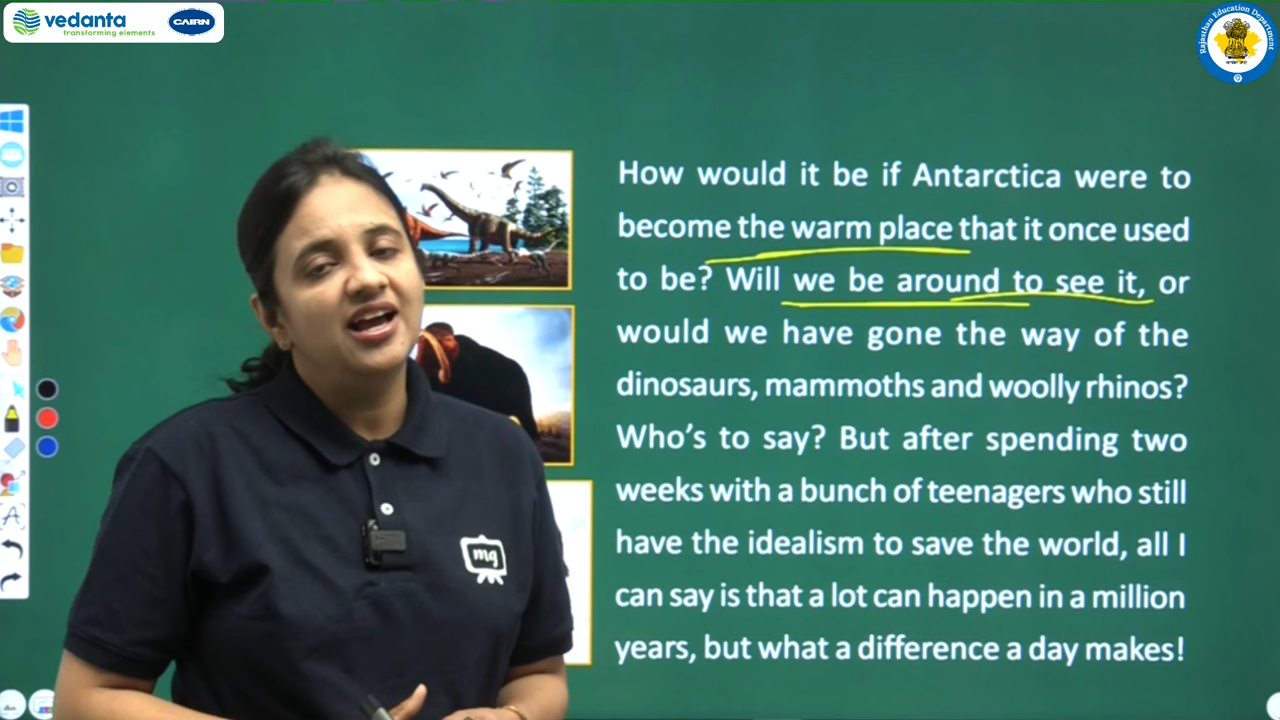 vedanta
transforming elements
CAIRN
Rajasthan Education Department
How would it be if Antarctica were to
become the warm place that it once used
to be? Will we be around to see it, or
would we have gone the way of the
dinosaurs, mammoths and woolly rhinos?
Who's to say? But after spending two
weeks with a bunch of teenagers who still
have the idealism to save the world, all I
can say is that a lot can happen in a million
years, but what a difference a day makes!
mg
A